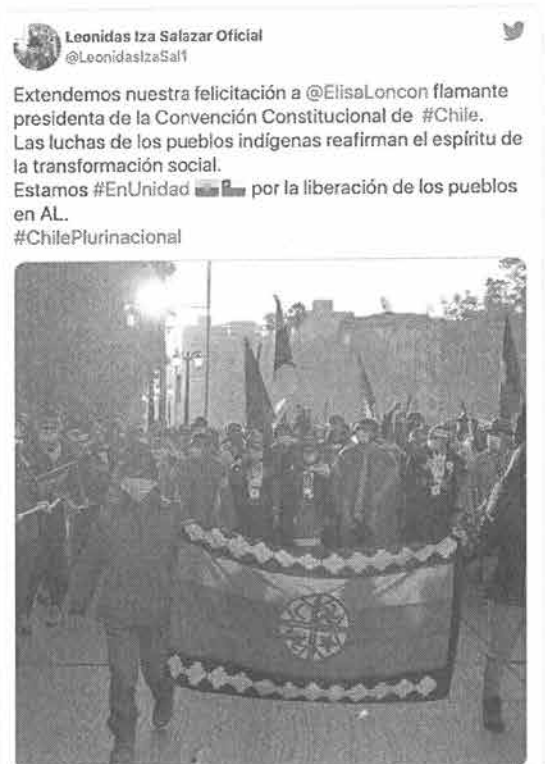 Leonidas Iza Salazar Oficial
@LeonidasIzaSal1
Extendemos nuestra felicitación a @ElisaLoncon flamante
presidenta de la Convención Constitucional de #Chile.
Las luchas de los pueblos indígenas reafirman el espíritu de
la transformación social.
Estamos #EnUnidad por la liberación de los pueblos
en AL.
#ChilePlurinacional